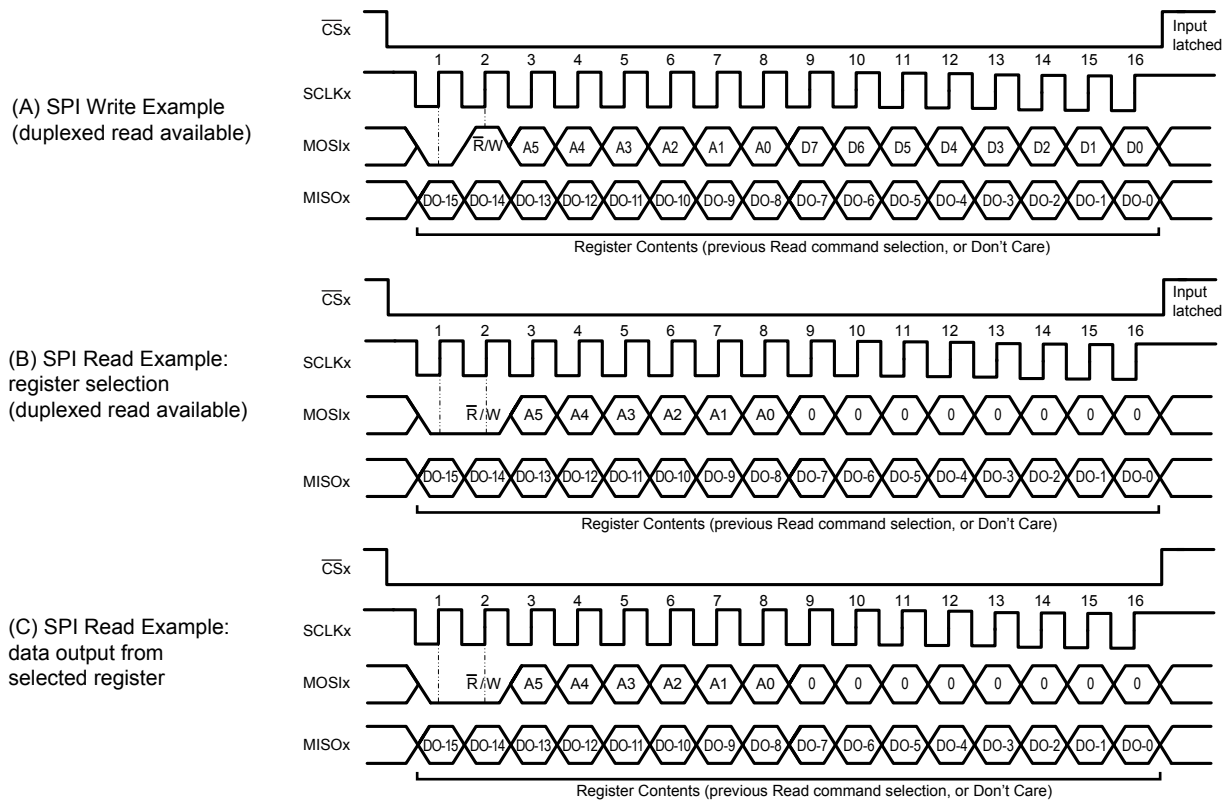 (A) SPI Write Example
(duplexed read available)
CSx
Input
latched
1 2 3 4 5 6 7 8 9 10 11 12 13 14 15 16
SCLKx
MOSIx R/W A5 A4 A3 A2 A1 A0 D7 D6 D5 D4 D3 D2 D1 D0
MISOx DO-15 DO-14 DO-13 DO-12 DO-11 DO-10 DO-9 DO-8 DO-7 DO-6 DO-5 DO-4 DO-3 DO-2 DO-1 DO-0
Register Contents (previous Read command selection, or Don’t Care)
(B) SPI Read Example:
register selection
(duplexed read available)
CSx
Input
latched
1 2 3 4 5 6 7 8 9 10 11 12 13 14 15 16
SCLKx
MOSIx R/W A5 A4 A3 A2 A1 A0 0 0 0 0 0 0 0 0
MISOx DO-15 DO-14 DO-13 DO-12 DO-11 DO-10 DO-9 DO-8 DO-7 DO-6 DO-5 DO-4 DO-3 DO-2 DO-1 DO-0
Register Contents (previous Read command selection, or Don’t Care)
(C) SPI Read Example:
data output from
selected register
CSx
1 2 3 4 5 6 7 8 9 10 11 12 13 14 15 16
SCLKx
MOSIx R/W A5 A4 A3 A2 A1 A0 0 0 0 0 0 0 0 0
MISOx DO-15 DO-14 DO-13 DO-12 DO-11 DO-10 DO-9 DO-8 DO-7 DO-6 DO-5 DO-4 DO-3 DO-2 DO-1 DO-0
Register Contents (previous Read command selection, or Don’t Care)